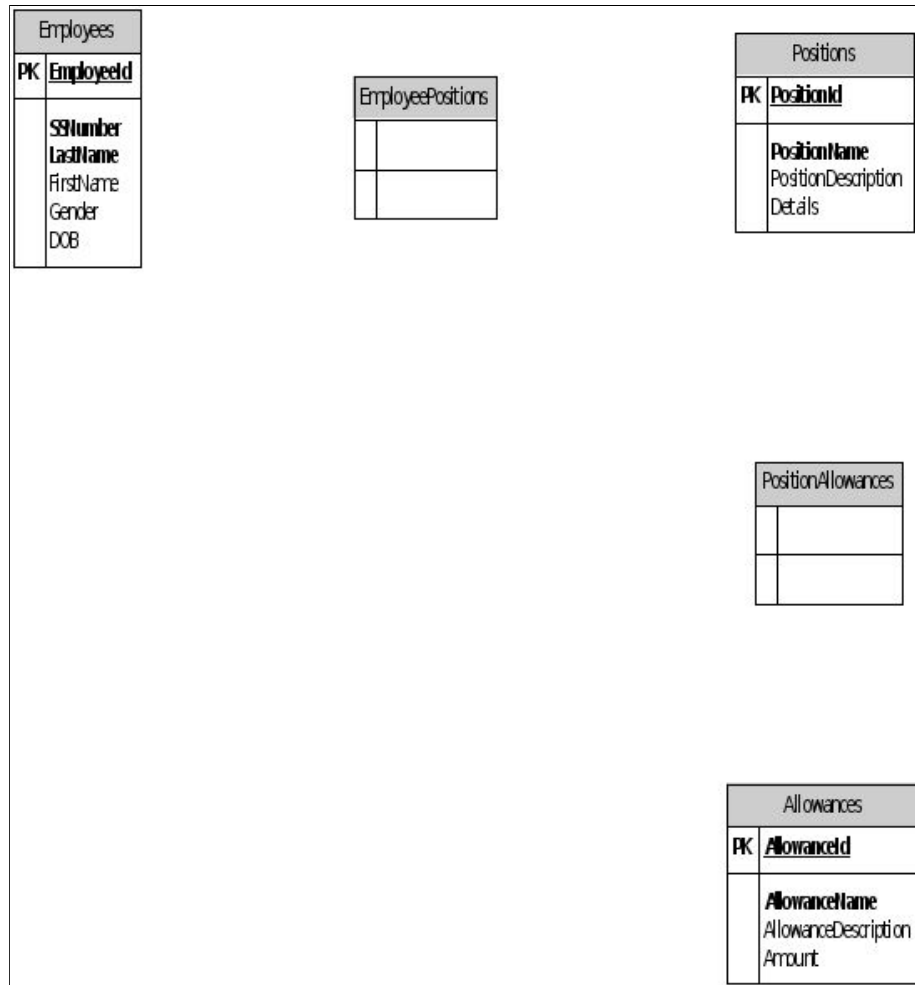 Employees
PK EmployeeId
SSNumber
LastName
FirstName
Gender
DOB
EmployeePositions
Positions
PK PositionId
PositionName
PositionDescription
Details
PositionAllowances
Allowances
PK AllowanceId
AllowanceName
AllowanceDescription
Amount